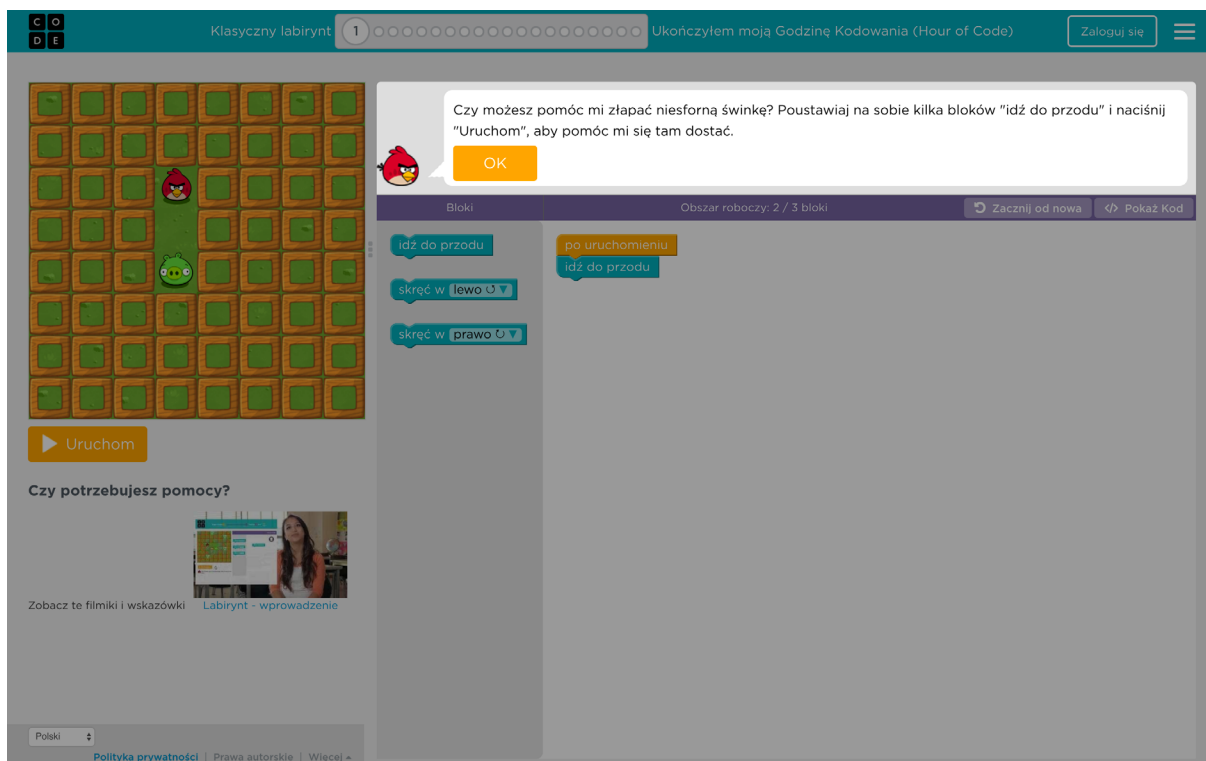 C O
D E
Klasyczny labirynt
1
Ukończyłem moją Godzinę Kodowania (Hour of Code)
Zaloguj się
Czy możesz pomóc mi złapać niesforną świnkę? Poustawiaj na sobie kilka bloków "idź do przodu" i naciśnij
"Uruchom", aby pomóc mi się tam dostać.
OK
Bloki
Obszar roboczy: 2 / 3 bloki
Zacznij od nowa
Pokaż Kod
idź do przodu
skręć w lewo
skręć w prawo
po uruchomieniu
idź do przodu
Uruchom
Czy potrzebujesz pomocy?
Zobacz te filmiki i wskazówki
Labirynt - wprowadzenie
Polski
Polityka prywatności | Prawa autorskie | Więcej